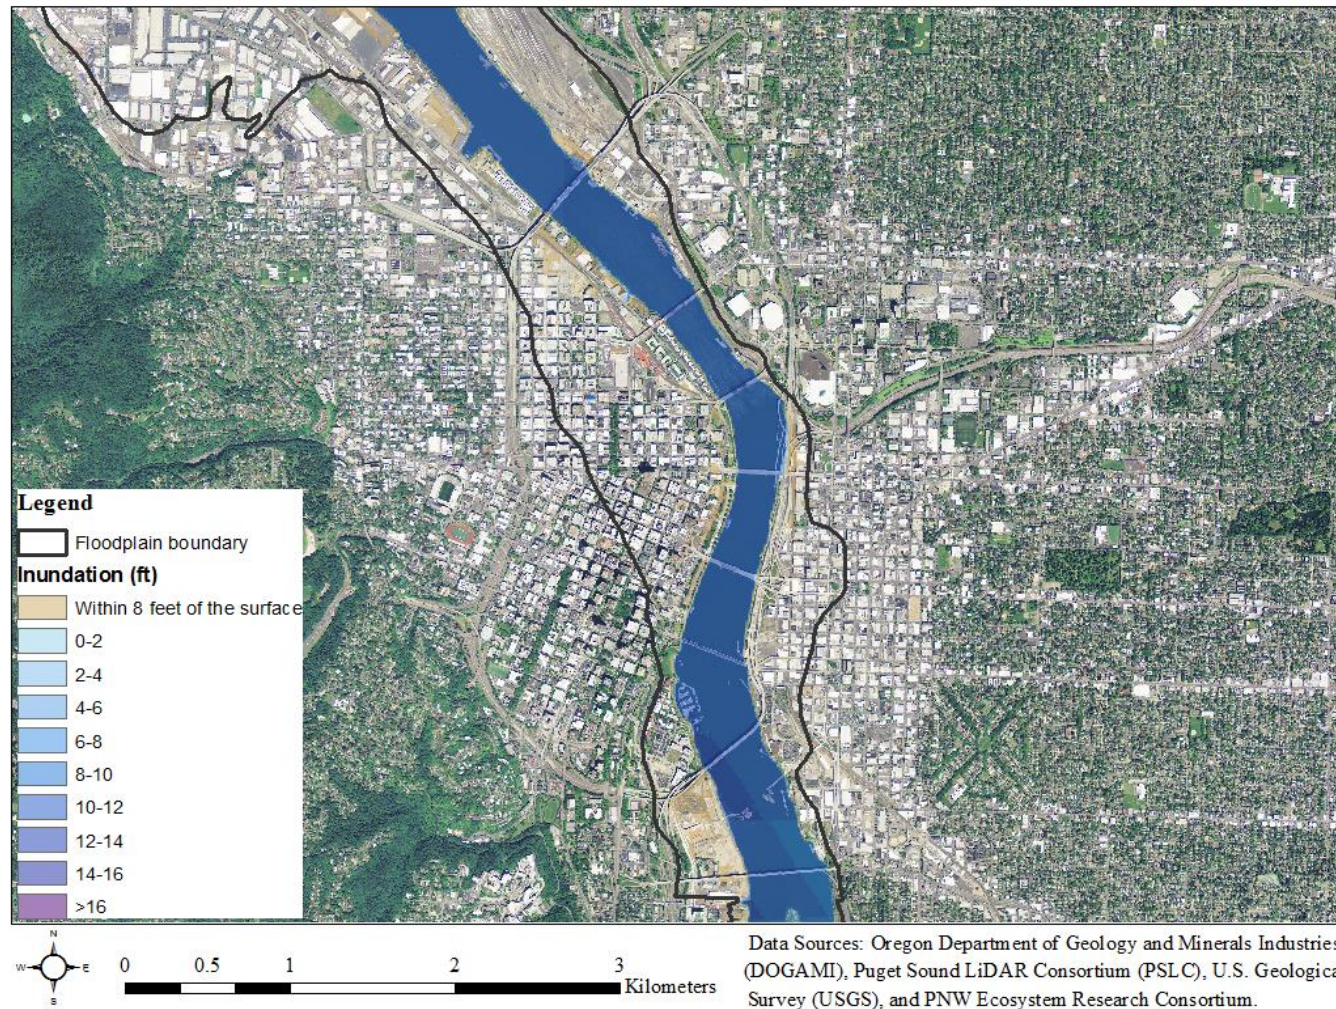 Legend
Floodplain boundary
Inundation (ft)
Within 8 feet of the surface
0-2
2-4
4-6
6-8
8-10
10-12
12-14
14-16
>16
N
W E
S
0 0.5 1 2 3
Kilometers
Data Sources: Oregon Department of Geology and Minerals Industries
(DOGAMI), Puget Sound LiDAR Consortium (PSLC), U.S. Geologica
Survey (USGS), and PNW Ecosystem Research Consortium.